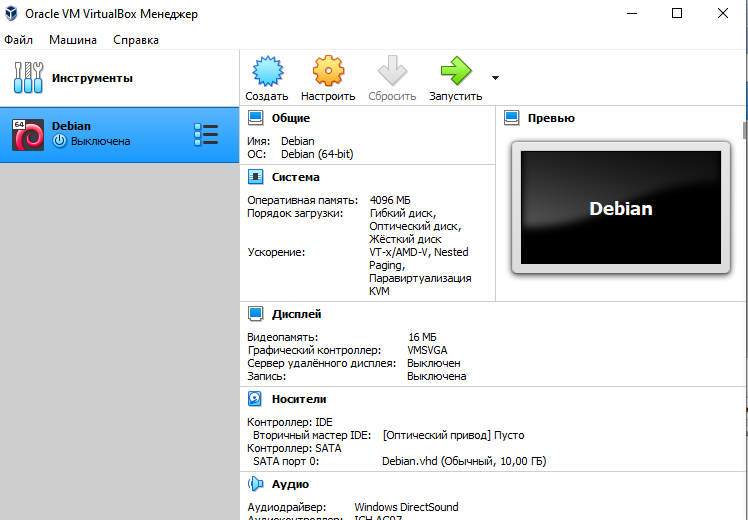 Oracle VM VirtualBox Менеджер
Файл Машина Справка
Инструменты
Создать Настроить Сбросить Запустить
64 Debian
Выключена
Общие
Имя: Debian
ОС: Debian (64-bit)
Превью
Debian
Система
Оперативная память: 4096 МБ
Порядок загрузки: Гибкий диск,
Оптический диск,
Жёсткий диск
Ускорение: VT-x/AMD-V, Nested
Paging,
Паравиртуализация
KVM
Дисплей
Видеопамять: 16 МБ
Графический контроллер: VMSVGA
Сервер удалённого дисплея: Выключен
Запись: Выключена
Носители
Контроллер: IDE
Вторичный мастер IDE: [Оптический привод] Пусто
Контроллер: SATA
SATA порт 0: Debian.vhd (Обычный, 10,00 ГБ)
Аудио
Аудиодрайвер: Windows DirectSound
Аудиоконтроллер: ICH AC97